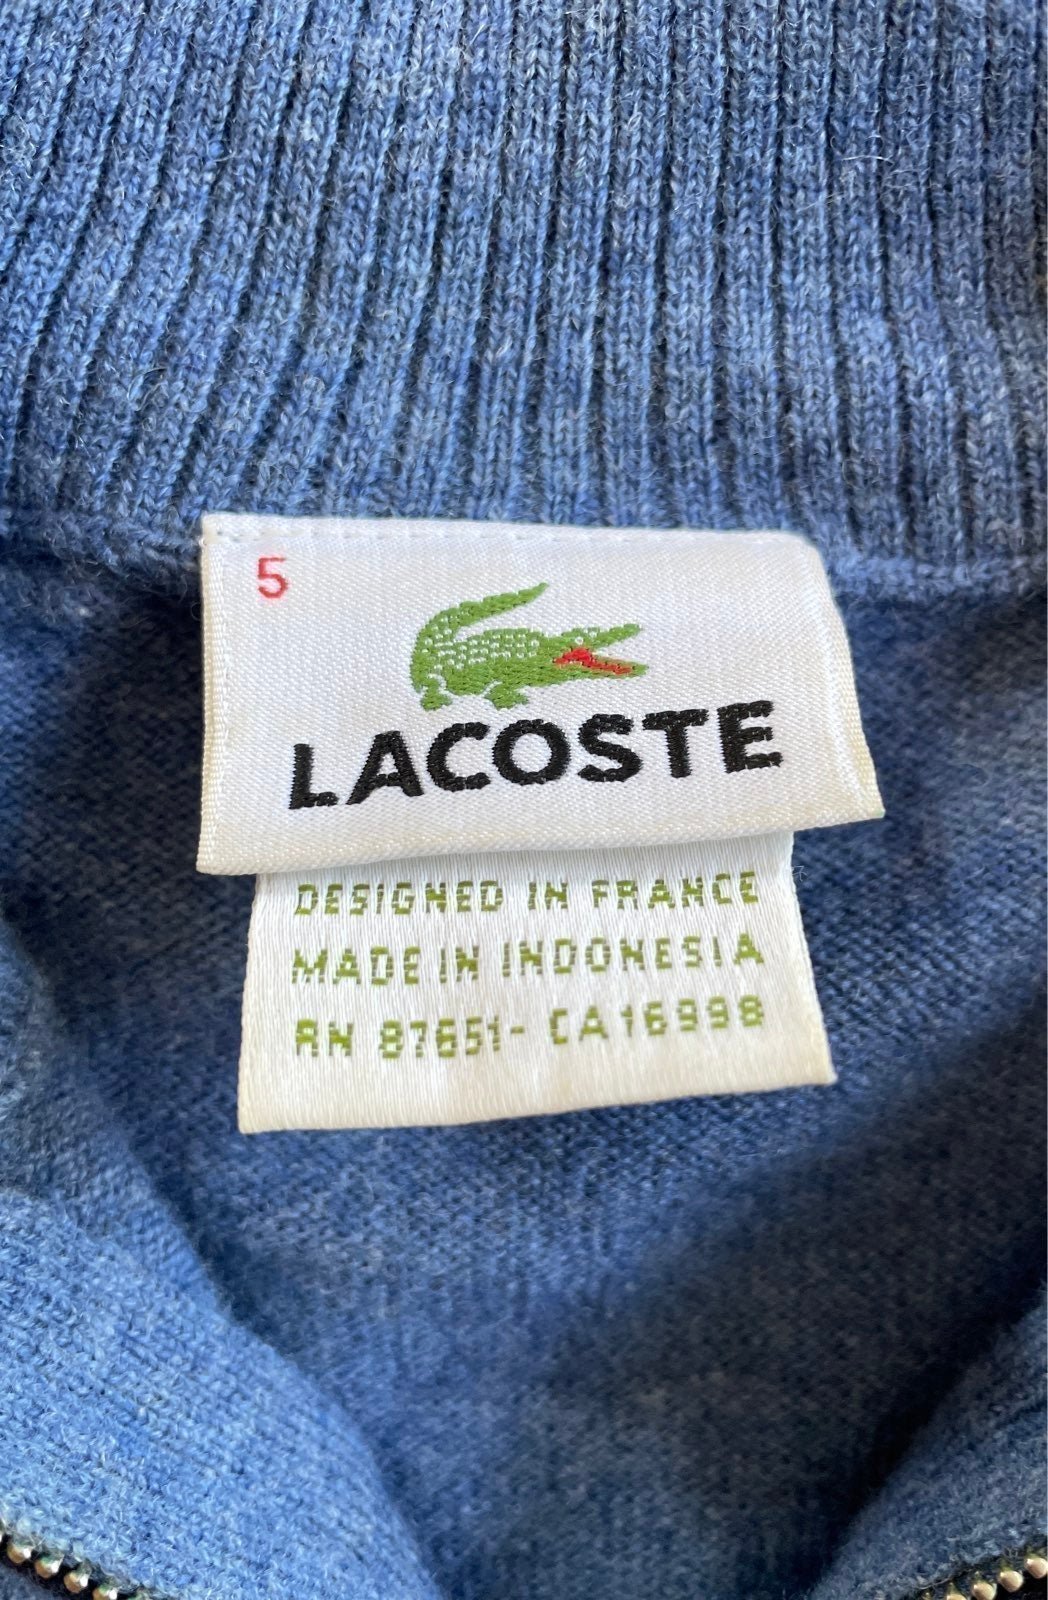 5
LACOSTE
DESIGNED IN FRANCE
MADE IN INDONESIA
RN 87651 - CA16998